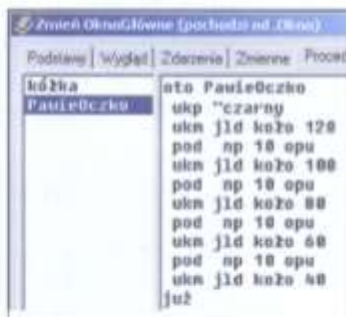 Zmień OknoGłówne (pochodzi od Okno)
Podstawy Wygląd Zdarzenia Zmienne Proced
kółka
PawieOczko
oto PawieOczko
ukp "czarny
ukm jld koło 120
pod np 10 opu
ukm jld koło 100
pod np 10 opu
ukm jld koło 80
pod np 10 opu
ukm jld koło 60
pod np 10 opu
ukm jld koło 40
już